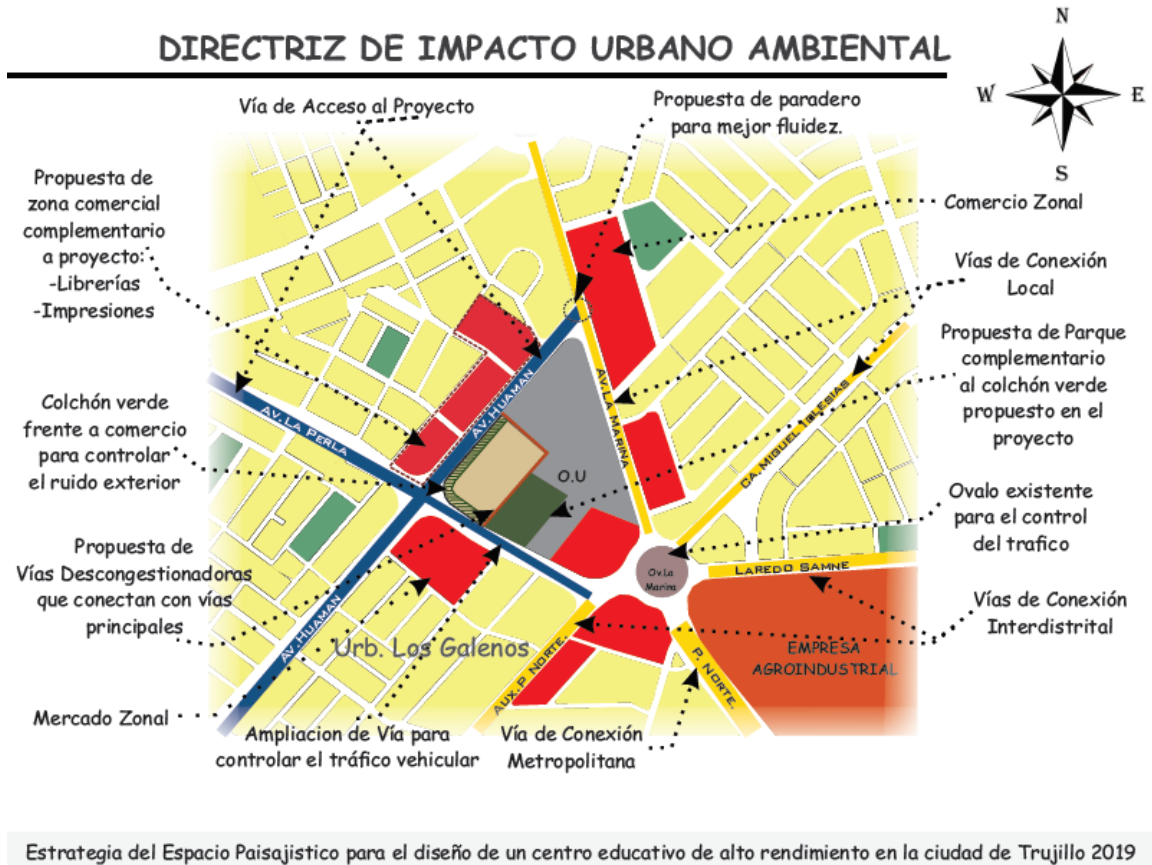 DIRECTRIZ DE IMPACTO URBANO AMBIENTAL
N
W
E
S
Vía de Acceso al Proyecto
Propuesta de paradero
para mejor fluidez.
Propuesta de
zona comercial
complementario
a proyecto:
-Librerías
-Impresiones
Comercio Zonal
Vías de Conexión
Local
Propuesta de Parque
complementario
al colchón verde
propuesto en el
proyecto
Colchón verde
frente a comercio
para controlar
el ruido exterior
AV. LA PERLA
AV. HUAMAN
AV. LA MARINA
CA. MIGUEL IGLESIAS
O.U
Ovalo existente
para el control
del trafico
Propuesta de
Vías Descongestionadoras
que conectan con vías
principales
Ov.La
Marina
LAREDO SAMNE
Vías de Conexión
Interdistrital
AV. HUAMAN
Urb. Los Galenos
AUX. P NORTE.
P. NORTE.
EMPRESA
AGROINDUSTRIAL
Mercado Zonal
Ampliacion de Vía para
controlar el tráfico vehicular
Vía de Conexión
Metropolitana
Estrategia del Espacio Paisajistico para el diseño de un centro educativo de alto rendimiento en la ciudad de Trujillo 2019